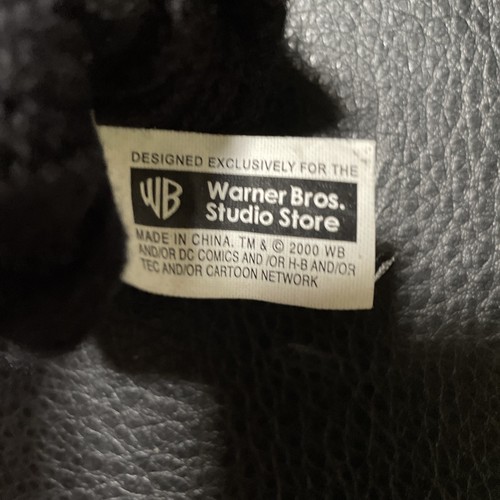 DESIGNED EXCLUSIVELY FOR THE
WB Warner Bros.
Studio Store
MADE IN CHINA. TM & © 2000 WB
AND/OR DC COMICS AND /OR H-B AND/OR
TEC AND/OR CARTOON NETWORK